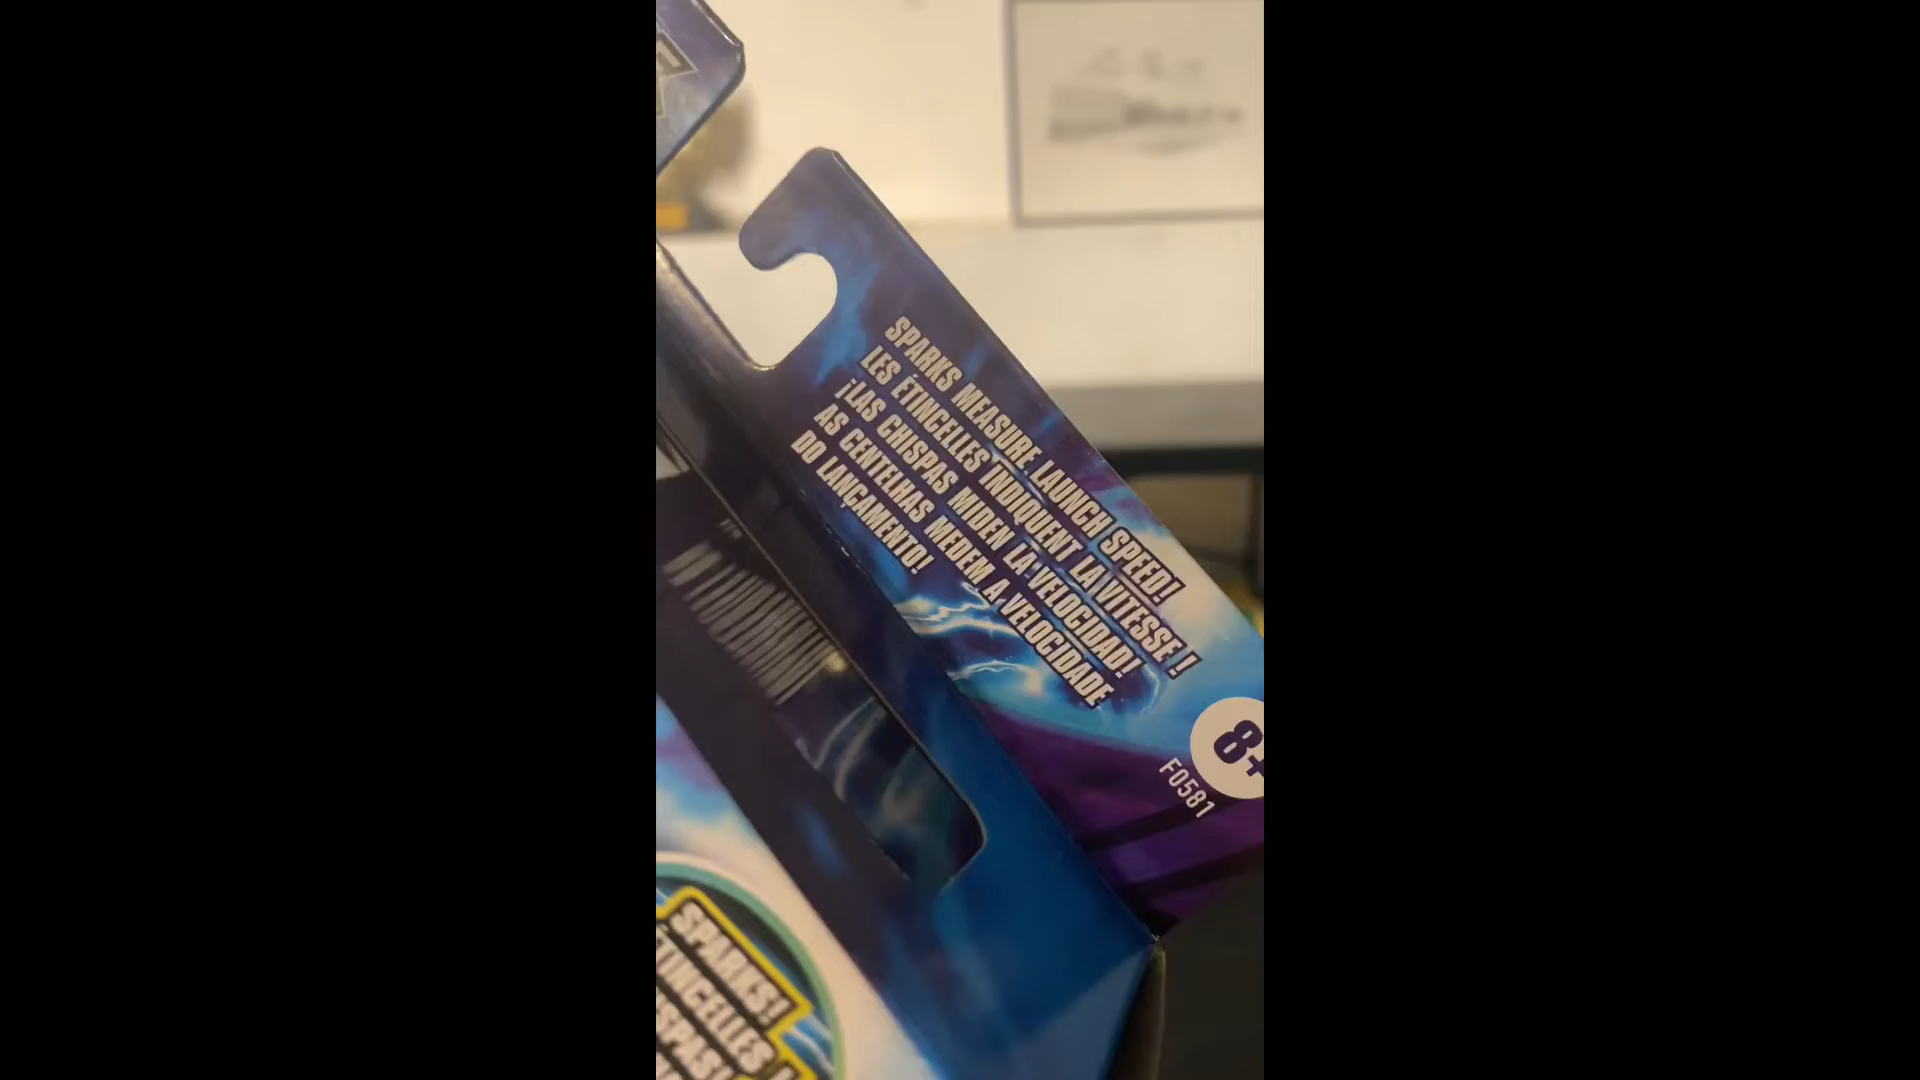 SPARKS MEASURE LAUNCH SPEED!
LES ÉTINCELLES INDIQUENT LA VITESSE !
¡LAS CHISPAS MIDEN LA VELOCIDAD!
AS CENTELHAS MEDEM A VELOCIDADE
DO LANÇAMENTO!
8+
F0581
SPARKS!
ÉTINCELLES !